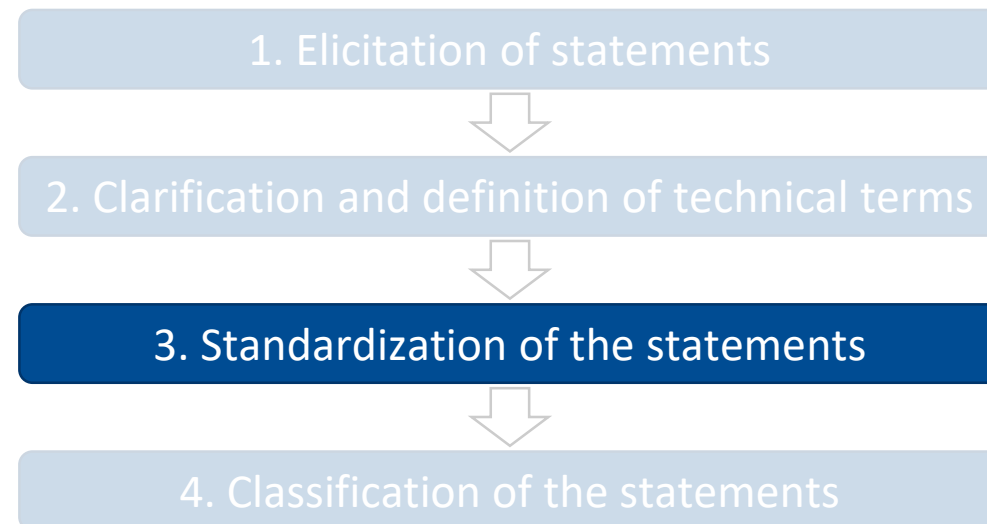 1. Elicitation of statements
2. Clarification and definition of technical terms
3. Standardization of the statements
4. Classification of the statements